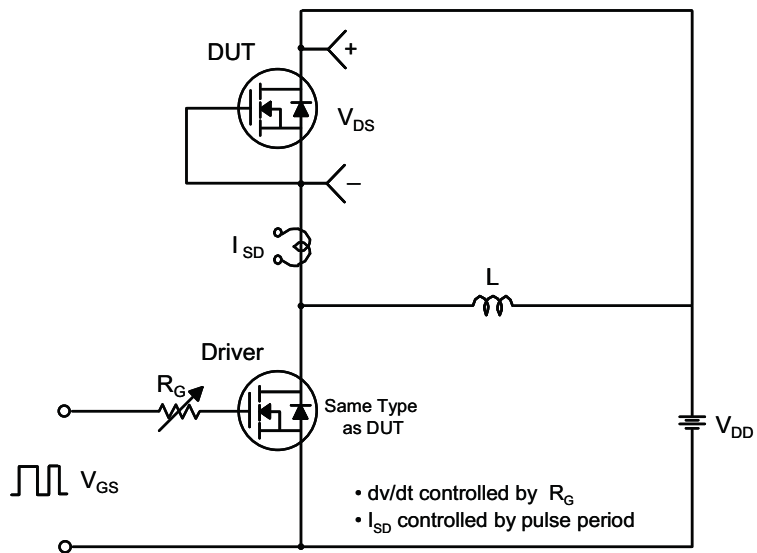 DUT
+
V_DS
–
I_SD
L
Driver
R_G
Same Type
as DUT
V_DD
V_GS
• dv/dt controlled by R_G
• I_SD controlled by pulse period